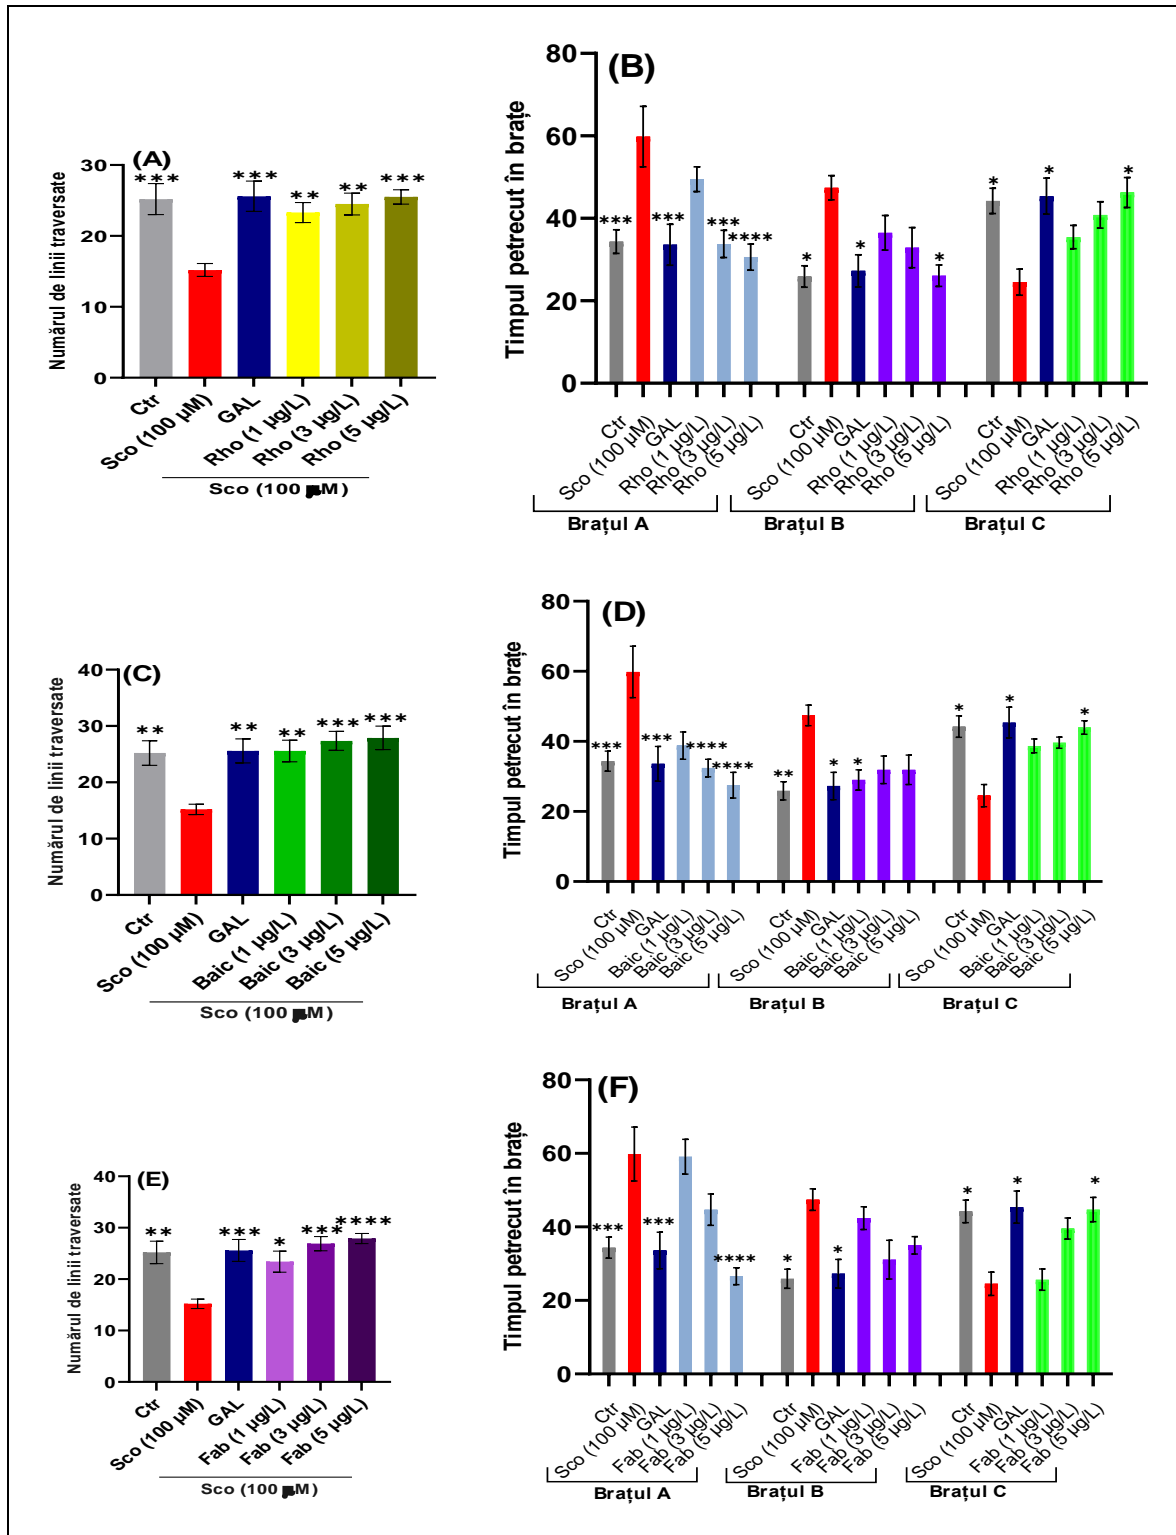 (A)
Numărul de linii traversate
30
20
10
0
*** *** ** ** ***
Ctr
Sco (100 µM)
GAL
Rho (1 µg/L)
Rho (3 µg/L)
Rho (5 µg/L)
Sco (100 µM)
(B)
Timpul petrecut în brațe
80
60
40
20
0
*** *** *** **** * * * * * *
Ctr
Sco (100 µM)
GAL
Rho (1 µg/L)
Rho (3 µg/L)
Rho (5 µg/L)
Ctr
Sco (100 µM)
GAL
Rho (1 µg/L)
Rho (3 µg/L)
Rho (5 µg/L)
Ctr
Sco (100 µM)
GAL
Rho (1 µg/L)
Rho (3 µg/L)
Rho (5 µg/L)
Brațul A
Brațul B
Brațul C
(C)
Numărul de linii traversate
40
30
20
10
0
** ** ** *** ***
Ctr
Sco (100 µM)
GAL
Baic (1 µg/L)
Baic (3 µg/L)
Baic (5 µg/L)
Sco (100 µM)
(D)
Timpul petrecut în brațe
80
60
40
20
0
*** *** **** **** ** * * * * *
Ctr
Sco (100 µM)
GAL
Baic (1 µg/L)
Baic (3 µg/L)
Baic (5 µg/L)
Ctr
Sco (100 µM)
GAL
Baic (1 µg/L)
Baic (3 µg/L)
Baic (5 µg/L)
Ctr
Sco (100 µM)
GAL
Baic (1 µg/L)
Baic (3 µg/L)
Baic (5 µg/L)
Brațul A
Brațul B
Brațul C
(E)
Numărul de linii traversate
40
30
20
10
0
** *** * *** ****
Ctr
Sco (100 µM)
GAL
Fab (1 µg/L)
Fab (3 µg/L)
Fab (5 µg/L)
Sco (100 µM)
(F)
Timpul petrecut în brațe
80
60
40
20
0
*** *** **** * * * * *
Ctr
Sco (100 µM)
GAL
Fab (1 µg/L)
Fab (3 µg/L)
Fab (5 µg/L)
Ctr
Sco (100 µM)
GAL
Fab (1 µg/L)
Fab (3 µg/L)
Fab (5 µg/L)
Ctr
Sco (100 µM)
GAL
Fab (1 µg/L)
Fab (3 µg/L)
Fab (5 µg/L)
Brațul A
Brațul B
Brațul C